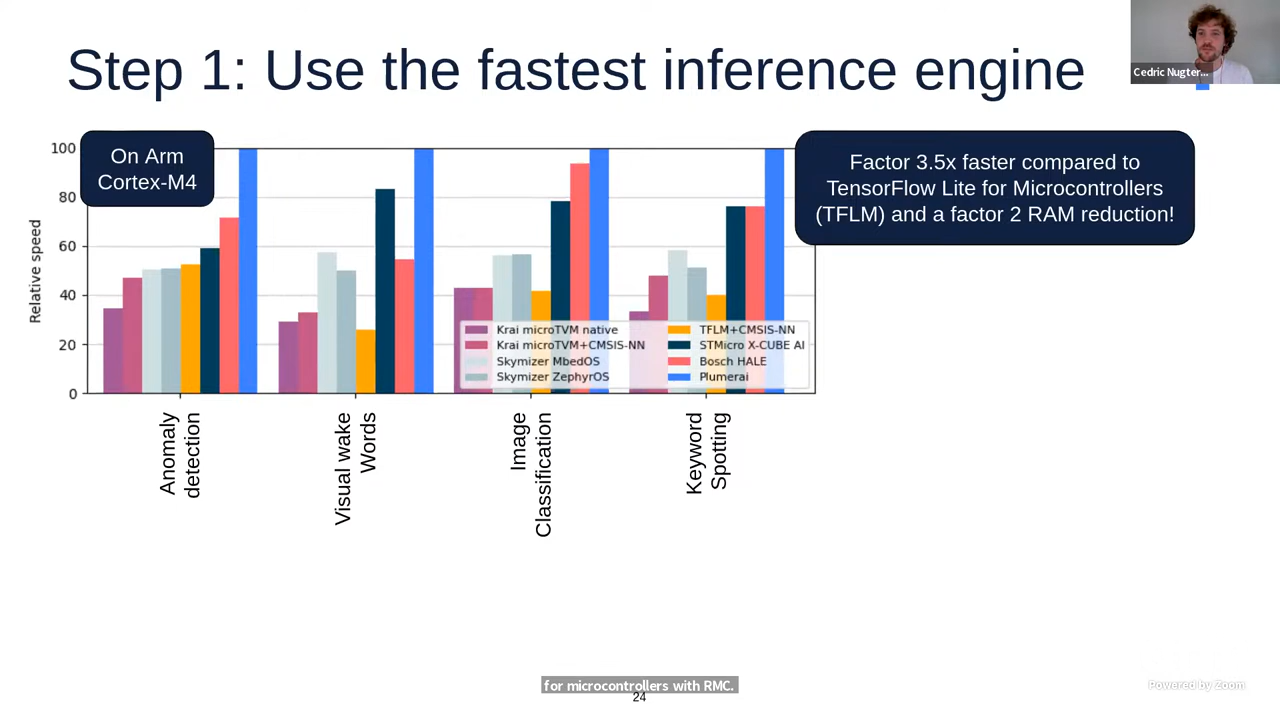 Step 1: Use the fastest inference engine
Cedric Nugter...
On Arm
Cortex-M4
Factor 3.5x faster compared to
TensorFlow Lite for Microcontrollers
(TFLM) and a factor 2 RAM reduction!
Relative speed
100
80
60
40
20
0
Krai microTVM native
Krai microTVM+CMSIS-NN
Skymizer MbedOS
Skymizer ZephyrOS
TFLM+CMSIS-NN
STMicro X-CUBE AI
Bosch HALE
Plumerai
Anomaly
detection
Visual wake
Words
Image
Classification
Keyword
Spotting
for microcontrollers with RMC.
24
Powered by Zoom